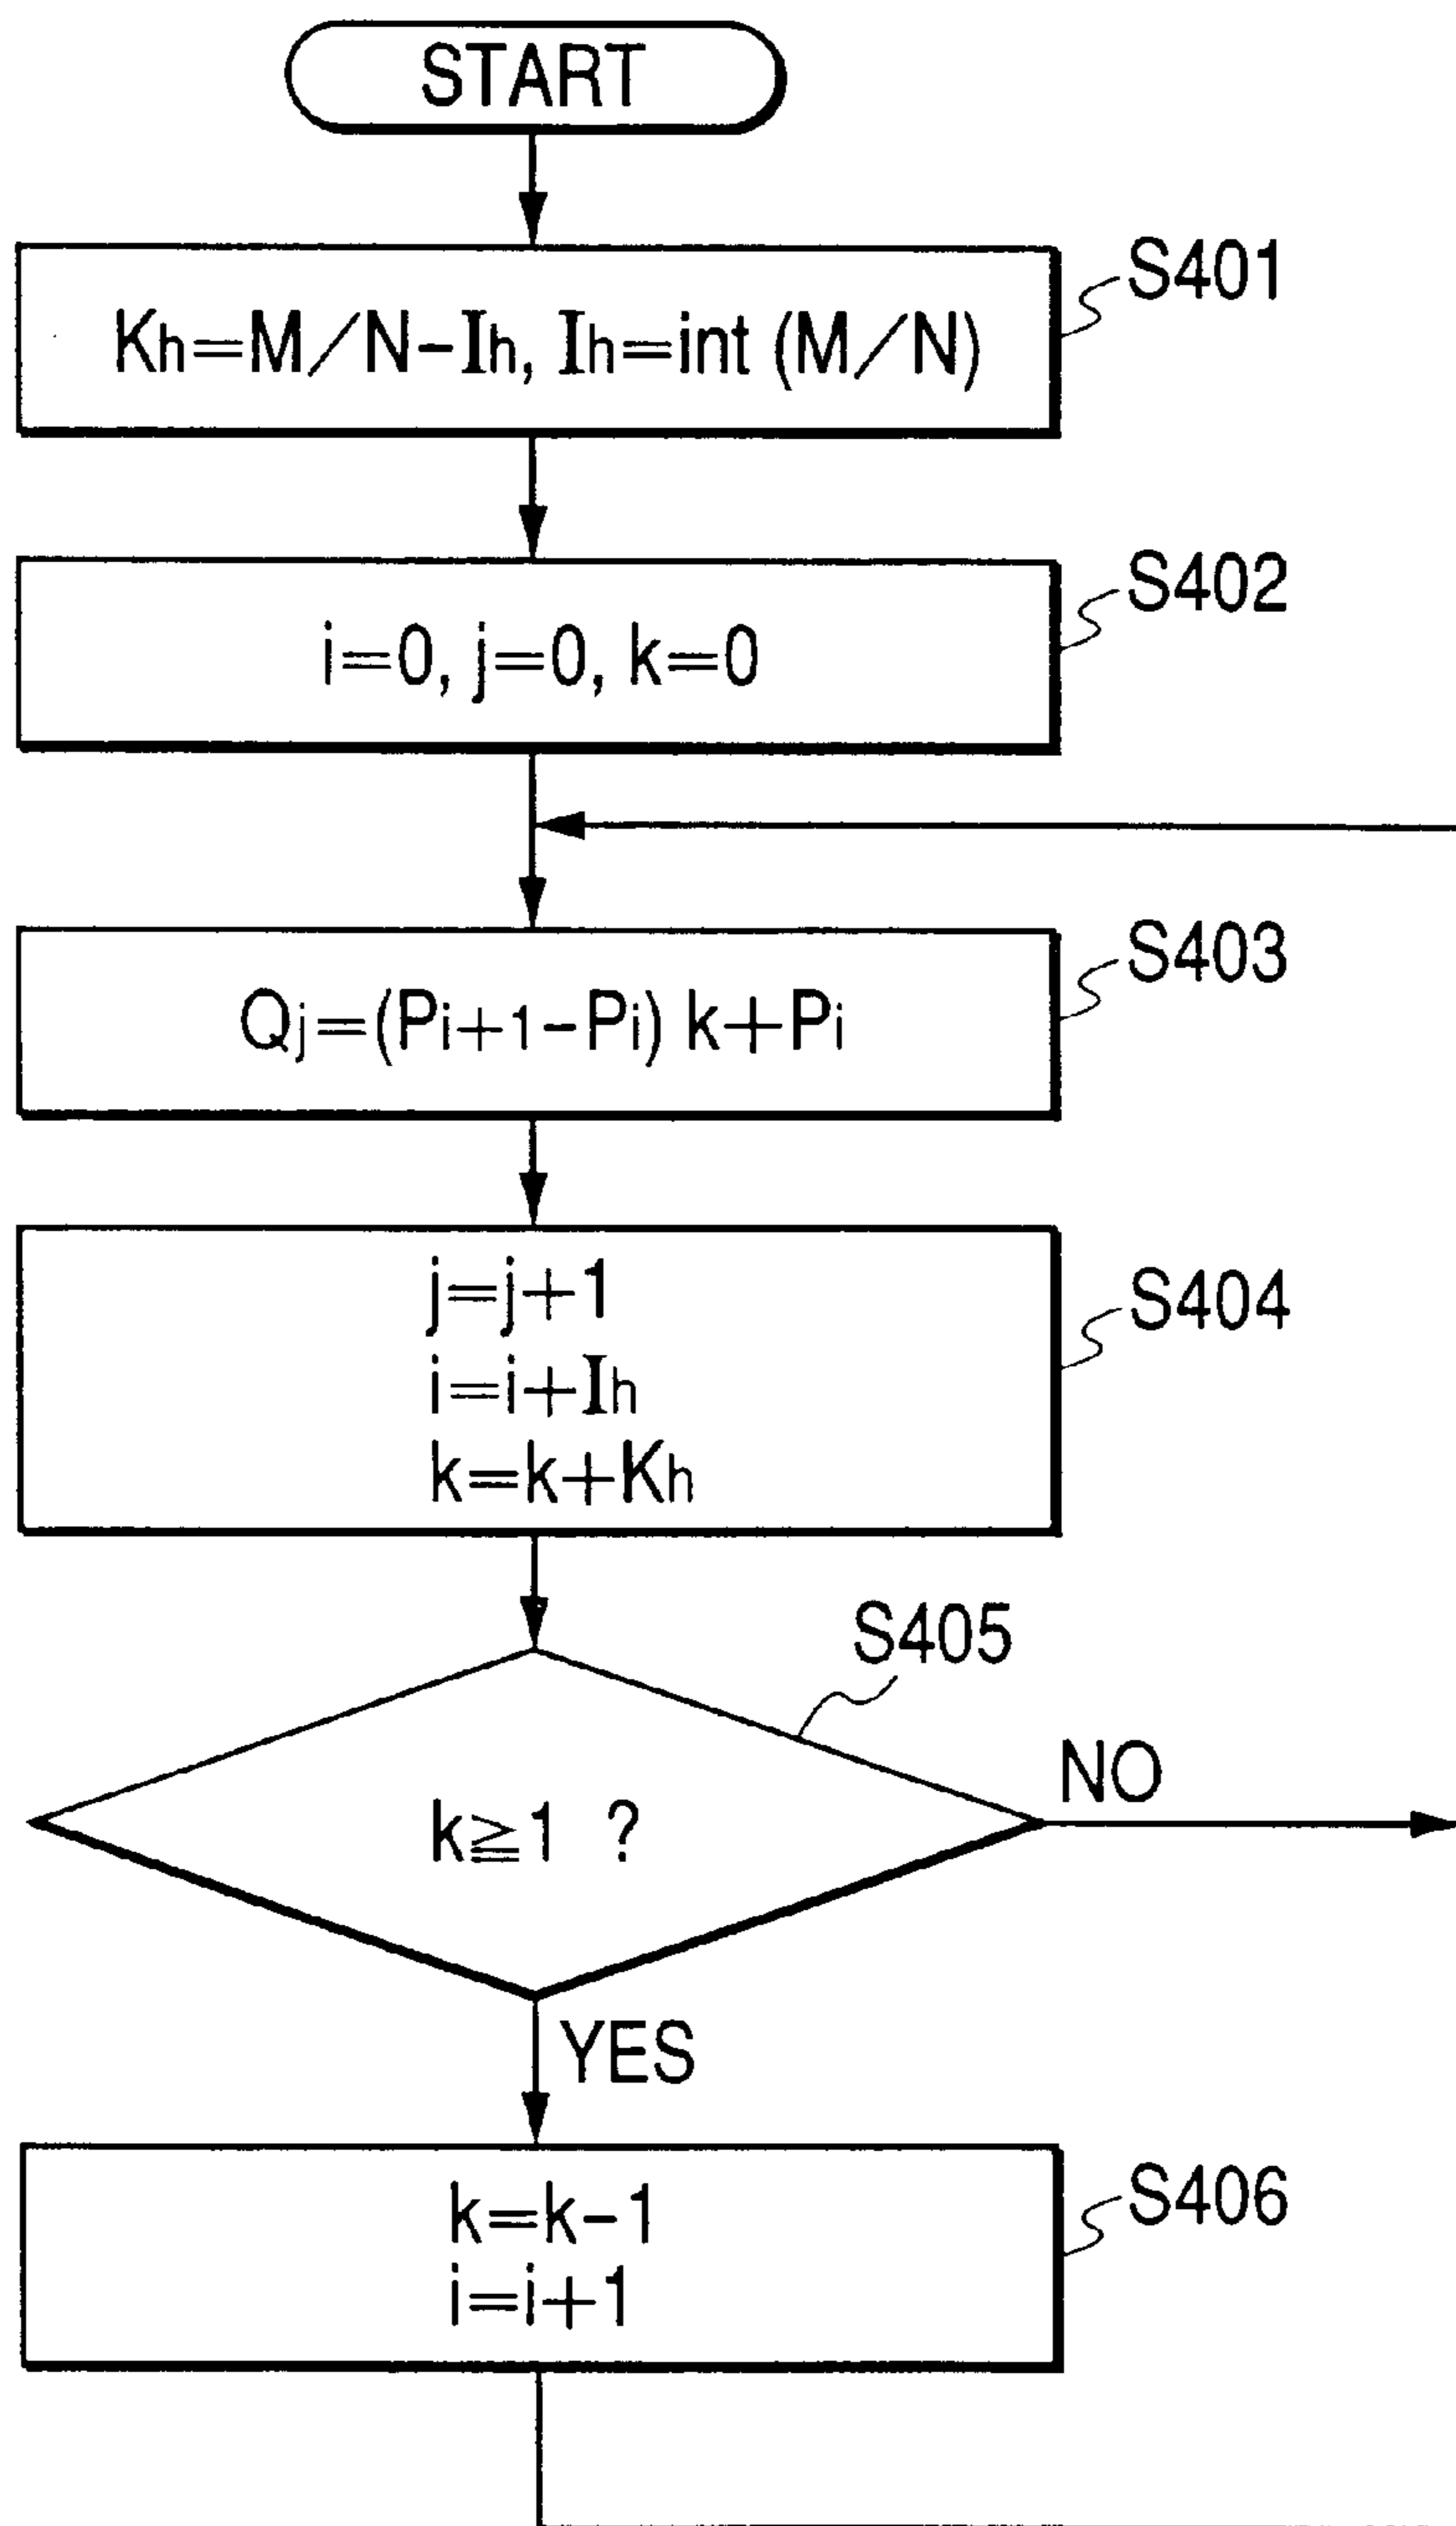 START
S401
Kh=M/N-Ih, Ih=int (M/N)
S402
i=0, j=0, k=0
S403
Qj=(Pi+1-Pi) k+Pi
S404
j=j+1
i=i+Ih
k=k+Kh
S405
NO
k≧1 ?
YES
S406
k=k-1
i=i+1